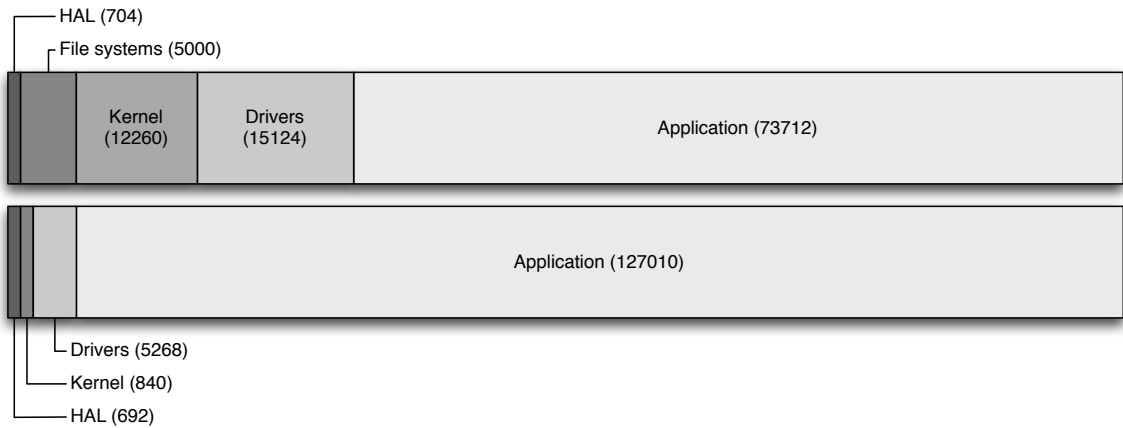 HAL (704)
File systems (5000)
Kernel
(12260)
Drivers
(15124)
Application (73712)
Application (127010)
Drivers (5268)
Kernel (840)
HAL (692)